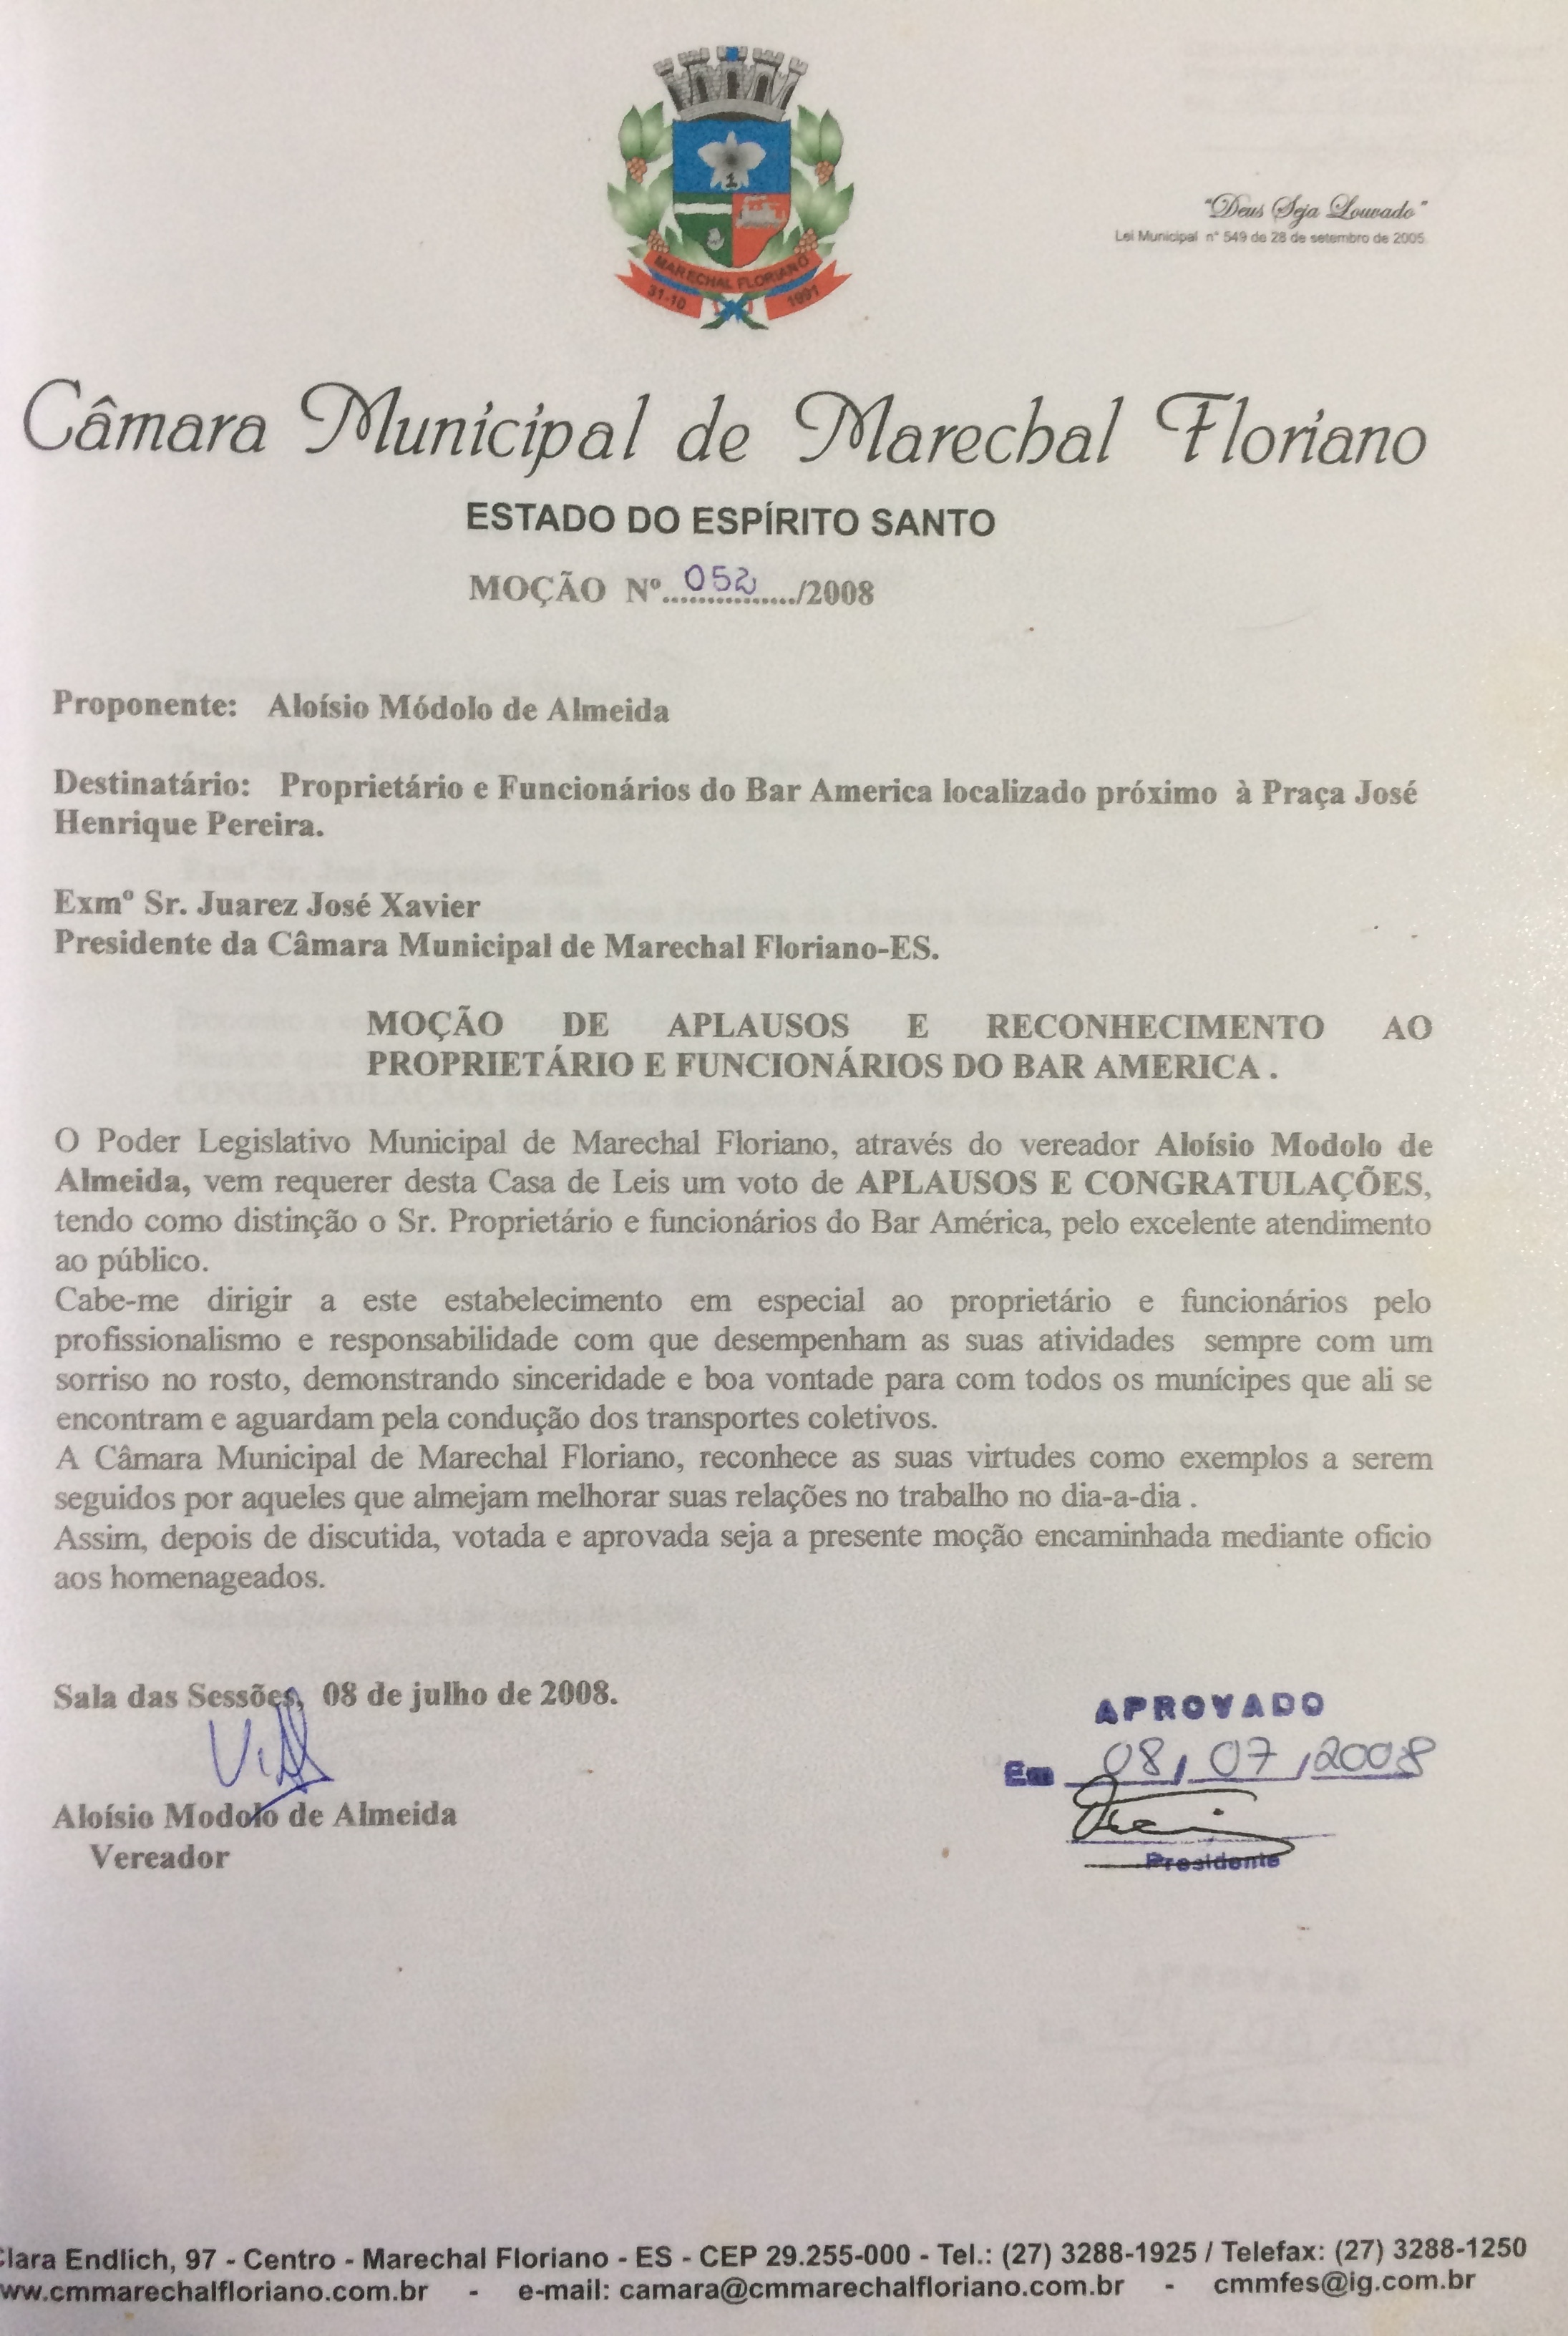 "Deus Seja Louvado"
Lei Municipal n° 549 de 28 de setembro de 2005
MARECHAL FLORIANO
31-10 1991
Câmara Municipal de Marechal Floriano
ESTADO DO ESPÍRITO SANTO
MOÇÃO Nº...052.../2008
Proponente: Aloísio Módolo de Almeida
Destinatário: Proprietário e Funcionários do Bar America localizado próximo à Praça José
Henrique Pereira.
Exmº Sr. Juarez José Xavier
Presidente da Câmara Municipal de Marechal Floriano-ES.
MOÇÃO DE APLAUSOS E RECONHECIMENTO AO
PROPRIETÁRIO E FUNCIONÁRIOS DO BAR AMERICA .
O Poder Legislativo Municipal de Marechal Floriano, através do vereador Aloísio Modolo de
Almeida, vem requerer desta Casa de Leis um voto de APLAUSOS E CONGRATULAÇÕES,
tendo como distinção o Sr. Proprietário e funcionários do Bar América, pelo excelente atendimento
ao público.
Cabe-me dirigir a este estabelecimento em especial ao proprietário e funcionários pelo
profissionalismo e responsabilidade com que desempenham as suas atividades sempre com um
sorriso no rosto, demonstrando sinceridade e boa vontade para com todos os munícipes que ali se
encontram e aguardam pela condução dos transportes coletivos.
A Câmara Municipal de Marechal Floriano, reconhece as suas virtudes como exemplos a serem
seguidos por aqueles que almejam melhorar suas relações no trabalho no dia-a-dia .
Assim, depois de discutida, votada e aprovada seja a presente moção encaminhada mediante oficio
aos homenageados.
Sala das Sessões, 08 de julho de 2008.
APROVADO
Em 08/07/2008
Aloísio Modolo de Almeida
Vereador
Presidente
Clara Endlich, 97 - Centro - Marechal Floriano - ES - CEP 29.255-000 - Tel.: (27) 3288-1925 / Telefax: (27) 3288-1250
ww.cmmarechalfloriano.com.br - e-mail: camara@cmmarechalfloriano.com.br - cmmfes@ig.com.br